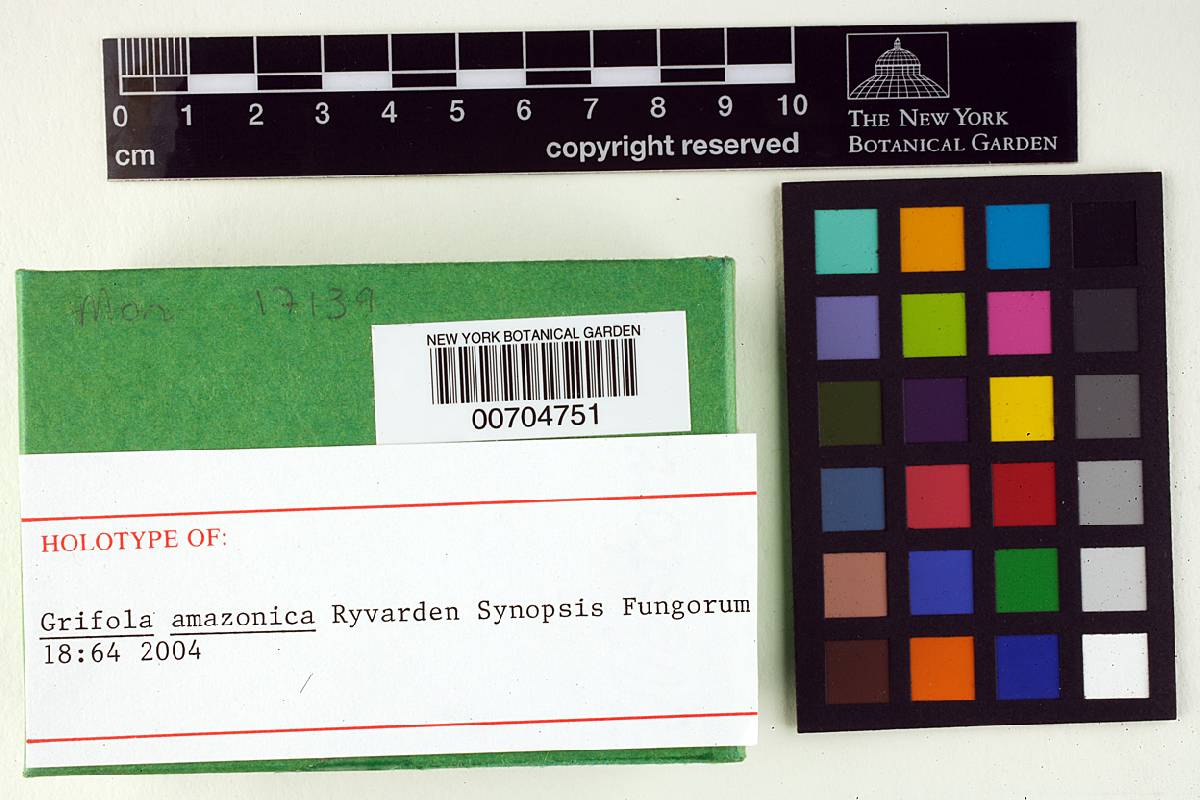 0 1 2 3 4 5 6 7 8 9 10
cm
copyright reserved
THE NEW YORK
BOTANICAL GARDEN
17139
NEW YORK BOTANICAL GARDEN
00704751
HOLOTYPE OF:
Grifola amazonica Ryvarden Synopsis Fungorum
18:64 2004